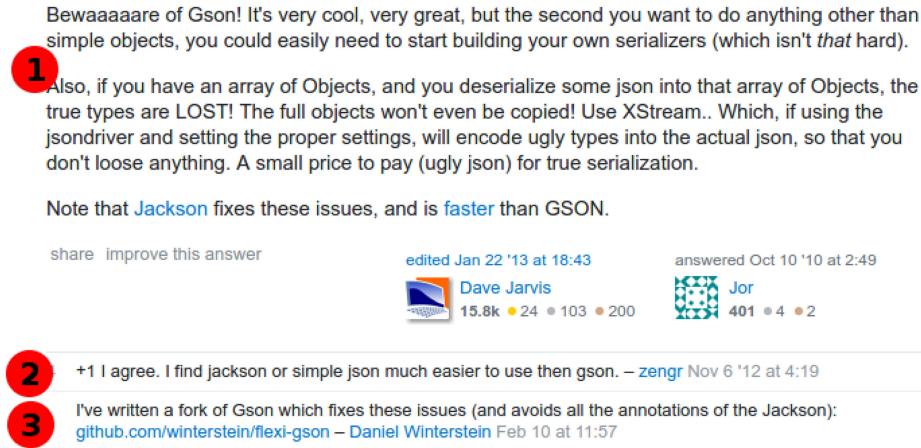 Bewaaaaare of Gson! It's very cool, very great, but the second you want to do anything other than
simple objects, you could easily need to start building your own serializers (which isn't that hard).
1
Also, if you have an array of Objects, and you deserialize some json into that array of Objects, the
true types are LOST! The full objects won't even be copied! Use XStream.. Which, if using the
jsondriver and setting the proper settings, will encode ugly types into the actual json, so that you
don't loose anything. A small price to pay (ugly json) for true serialization.
Note that Jackson fixes these issues, and is faster than GSON.
share improve this answer
edited Jan 22 '13 at 18:43
Dave Jarvis
15.8k 24 103 200
answered Oct 10 '10 at 2:49
Jor
401 4 2
2
+1 I agree. I find jackson or simple json much easier to use then gson. – zengr Nov 6 '12 at 4:19
3
I've written a fork of Gson which fixes these issues (and avoids all the annotations of the Jackson):
github.com/winterstein/flexi-gson – Daniel Winterstein Feb 10 at 11:57